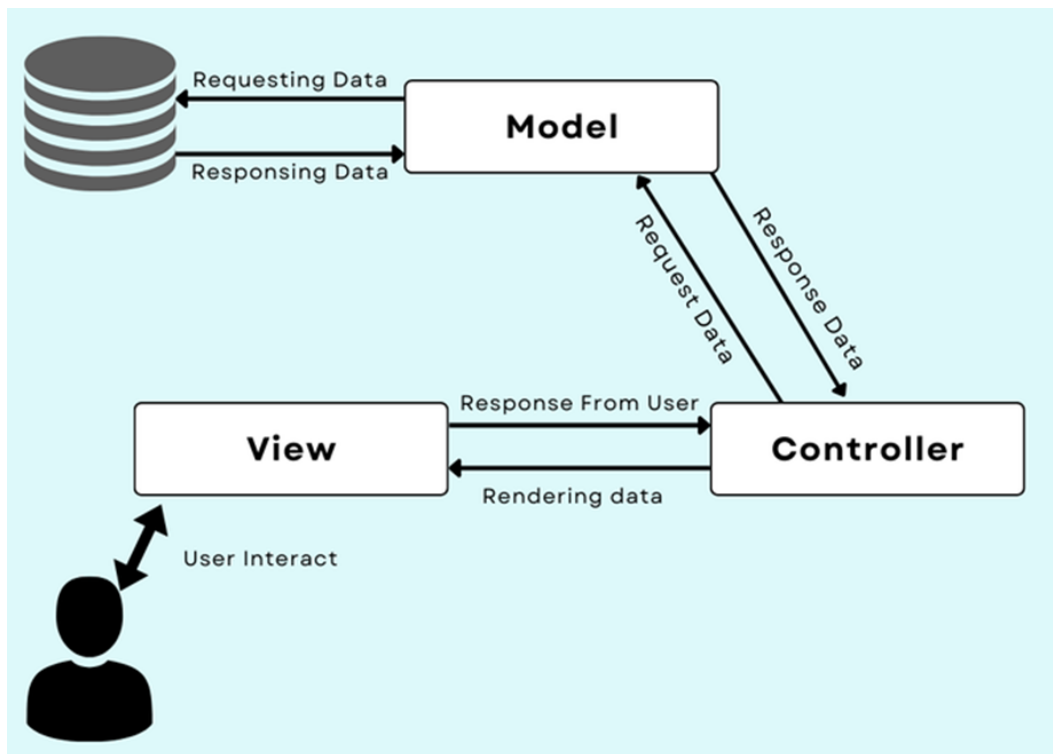 Requesting Data
Model
Responsing Data
Request Data
Response Data
Response From User
View
Controller
Rendering data
User Interact